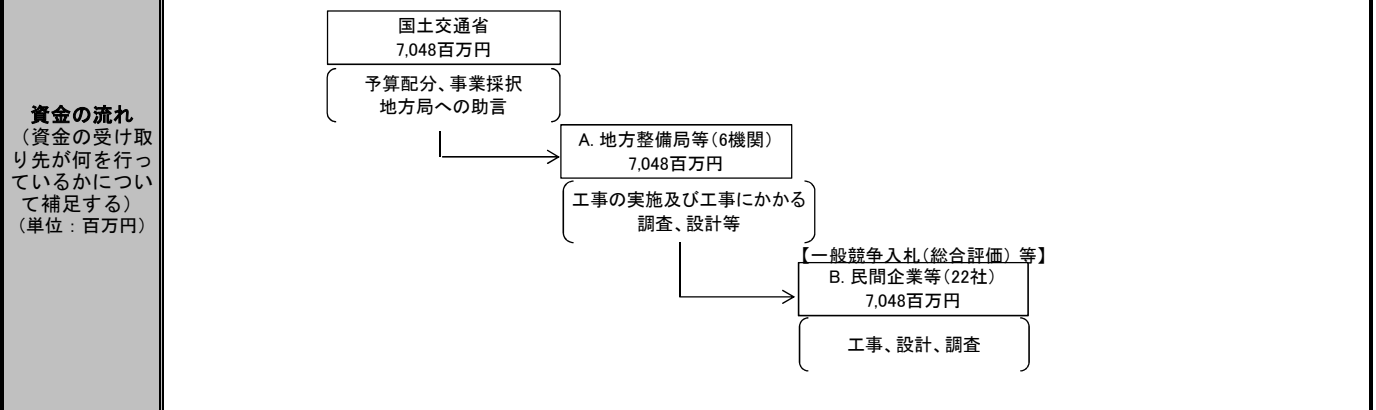 資金の流れ
（資金の受け取
り先が何を行っ
ているかについ
て補足する）
（単位：百万円）
国土交通省
7,048百万円
予算配分、事業採択
地方局への助言
A. 地方整備局等（6機関）
7,048百万円
工事の実施及び工事にかかる
調査、設計等
【一般競争入札（総合評価）等】
B. 民間企業等（22社）
7,048百万円
工事、設計、調査